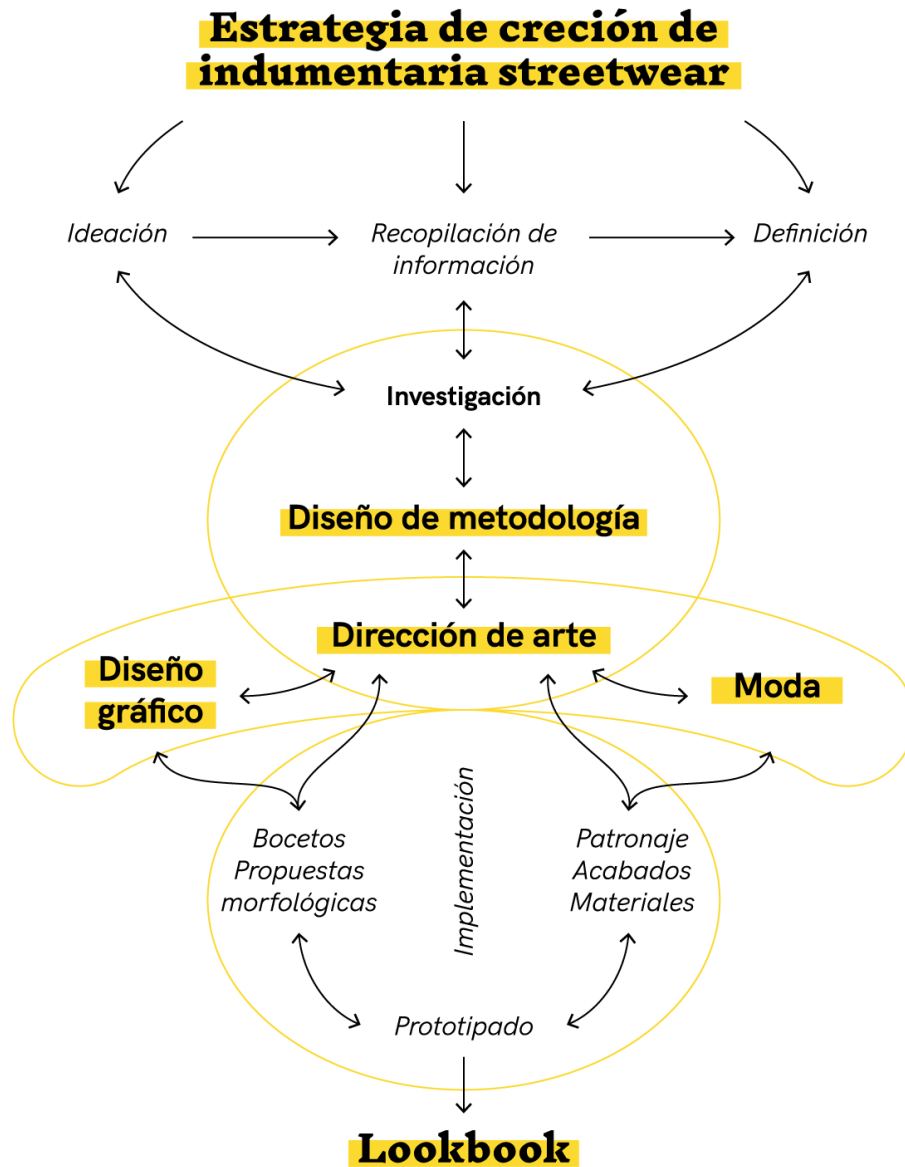 Estrategia de creción de
indumentaria streetwear
Ideación
Recopilación de
información
Definición
Investigación
Diseño de metodología
Dirección de arte
Diseño
gráfico
Moda
Implementación
Bocetos
Propuestas
morfológicas
Patronaje
Acabados
Materiales
Prototipado
Lookbook